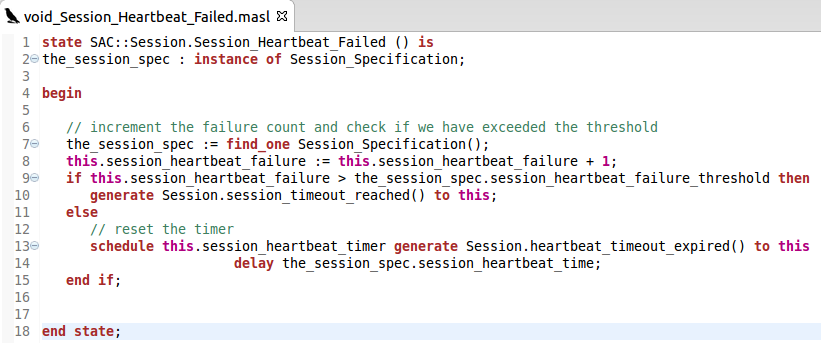 void_Session_Heartbeat_Failed.masl
1 state SAC::Session.Session_Heartbeat_Failed () is
2 the_session_spec : instance of Session_Specification;
3
4 begin
5
6 // increment the failure count and check if we have exceeded the threshold
7 the_session_spec := find_one Session_Specification();
8 this.session_heartbeat_failure := this.session_heartbeat_failure + 1;
9 if this.session_heartbeat_failure > the_session_spec.session_heartbeat_failure_threshold then
10 generate Session.session_timeout_reached() to this;
11 else
12 // reset the timer
13 schedule this.session_heartbeat_timer generate Session.heartbeat_timeout_expired() to this
14 delay the_session_spec.session_heartbeat_time;
15 end if;
16
17
18 end state;